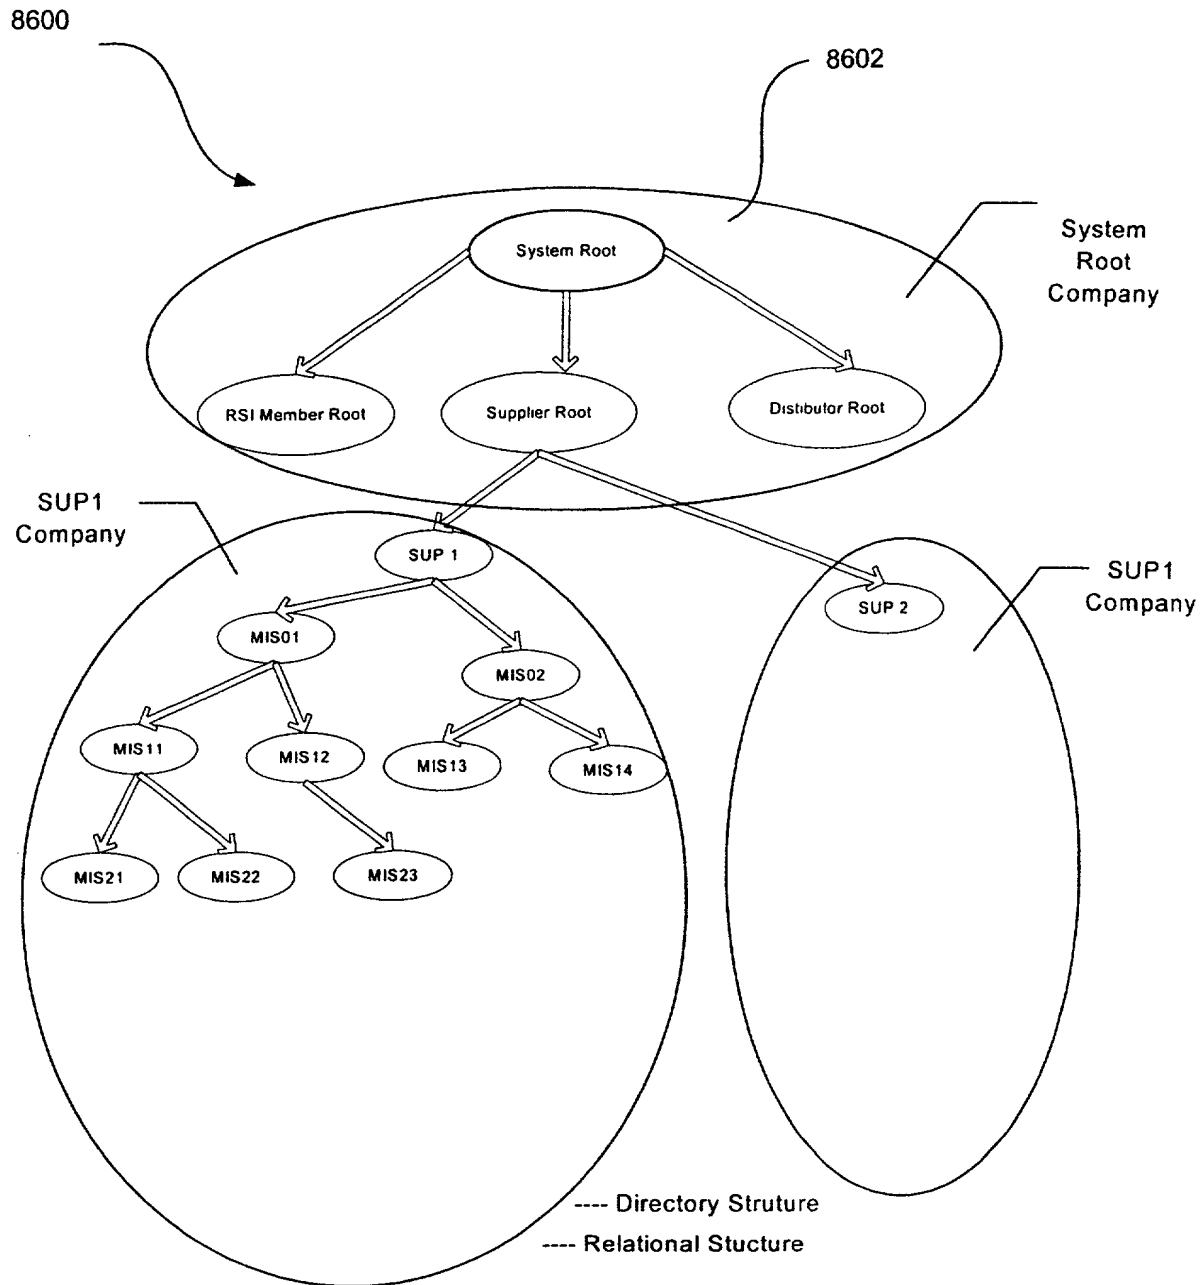 8600
8602
System Root
System
Root
Company
RSI Member Root
Supplier Root
Distibutor Root
SUP1
Company
SUP 1
SUP1
Company
SUP 2
MIS01
MIS02
MIS11
MIS12
MIS13
MIS14
MIS21
MIS22
MIS23
---- Directory Struture
---- Relational Stucture